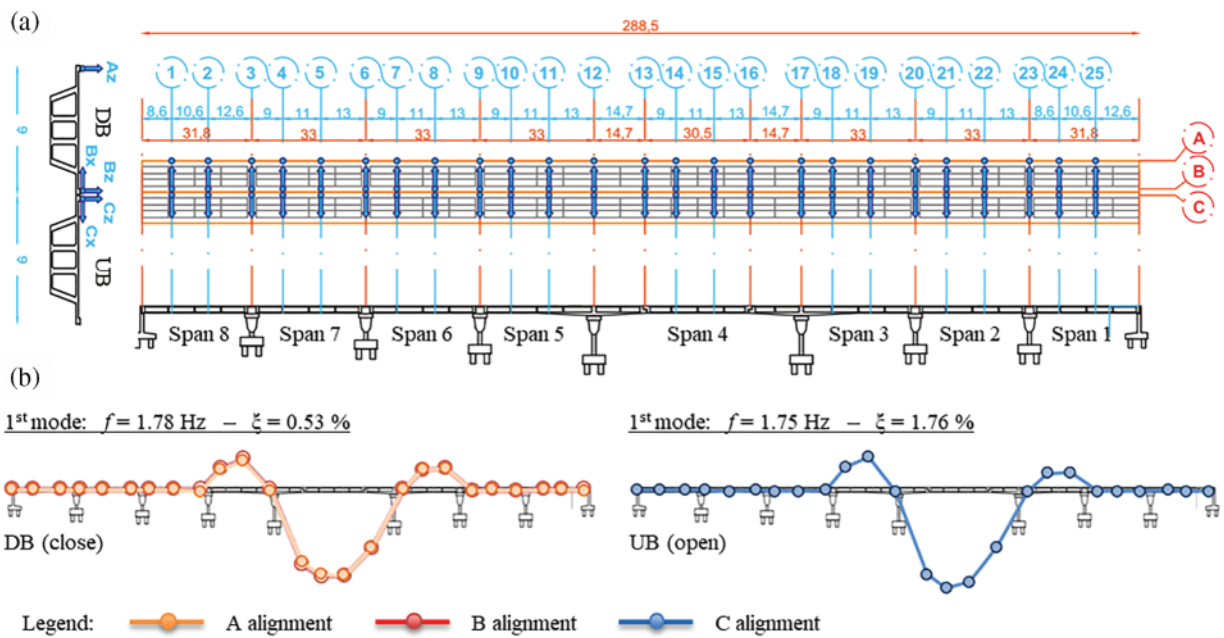 (a)
288,5
Az
DB
Bx
Bz
Cz
Cx
UB
9
9
1 2 3 4 5 6 7 8 9 10 11 12 13 14 15 16 17 18 19 20 21 22 23 24 25
8,6 10,6 12,6 9 11 13 9 11 13 9 11 13 14,7 9 11 13 14,7 9 11 13 9 11 13 8,6 10,6 12,6
31,8 33 33 33 14,7 30,5 14,7 33 33 31,8
A
B
C
Span 8 Span 7 Span 6 Span 5 Span 4 Span 3 Span 2 Span 1
(b)
1st mode: f = 1.78 Hz – ξ = 0.53 %
1st mode: f = 1.75 Hz – ξ = 1.76 %
DB (close)
UB (open)
Legend: A alignment B alignment C alignment